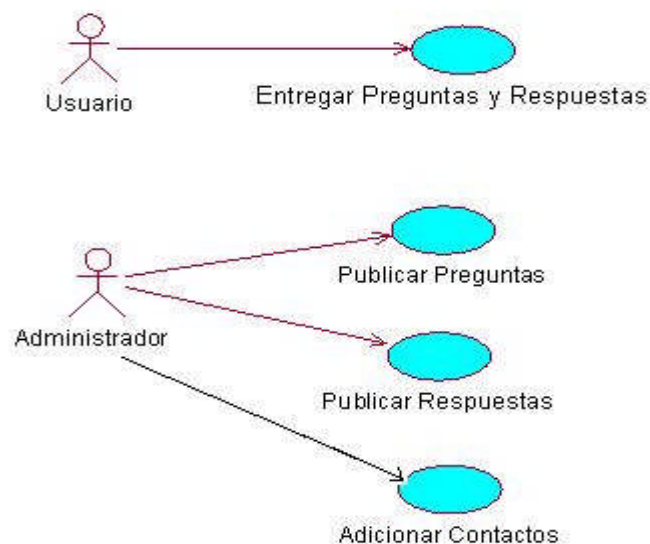 Usuario
Entregar Preguntas y Respuestas
Publicar Preguntas
Administrador
Publicar Respuestas
Adicionar Contactos